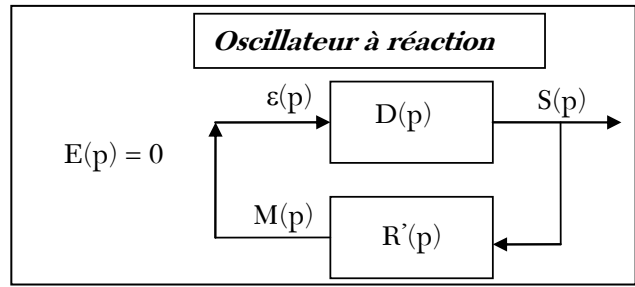 Oscillateur à réaction
ε(p)
D(p)
S(p)
E(p) = 0
M(p)
R’(p)